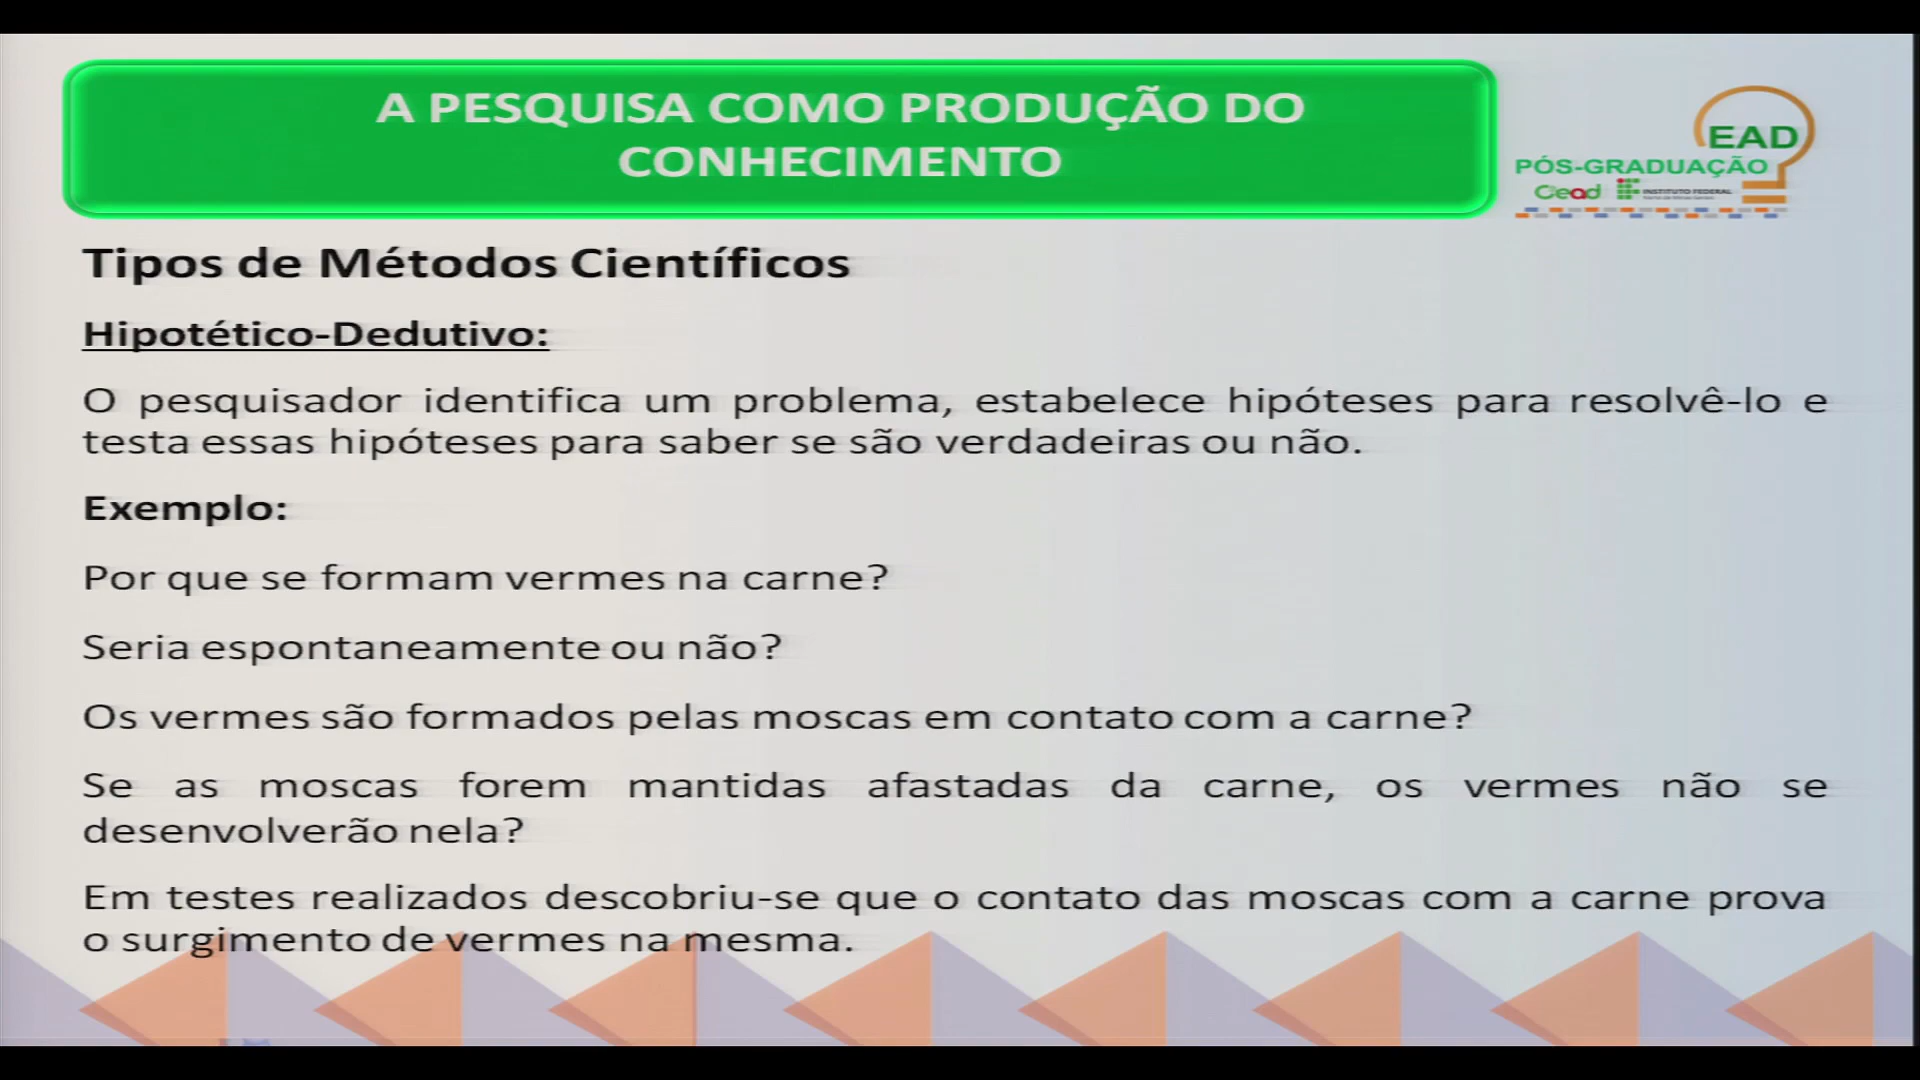 A PESQUISA COMO PRODUÇÃO DO
CONHECIMENTO
EAD
PÓS-GRADUAÇÃO
Cead
INSTITUTO FEDERAL
Tipos de Métodos Científicos
Hipotético-Dedutivo:
O pesquisador identifica um problema, estabelece hipóteses para resolvê-lo e
testa essas hipóteses para saber se são verdadeiras ou não.
Exemplo:
Por que se formam vermes na carne?
Seria espontaneamente ou não?
Os vermes são formados pelas moscas em contato com a carne?
Se as moscas forem mantidas afastadas da carne, os vermes não se
desenvolverão nela?
Em testes realizados descobriu-se que o contato das moscas com a carne prova
o surgimento de vermes na mesma.